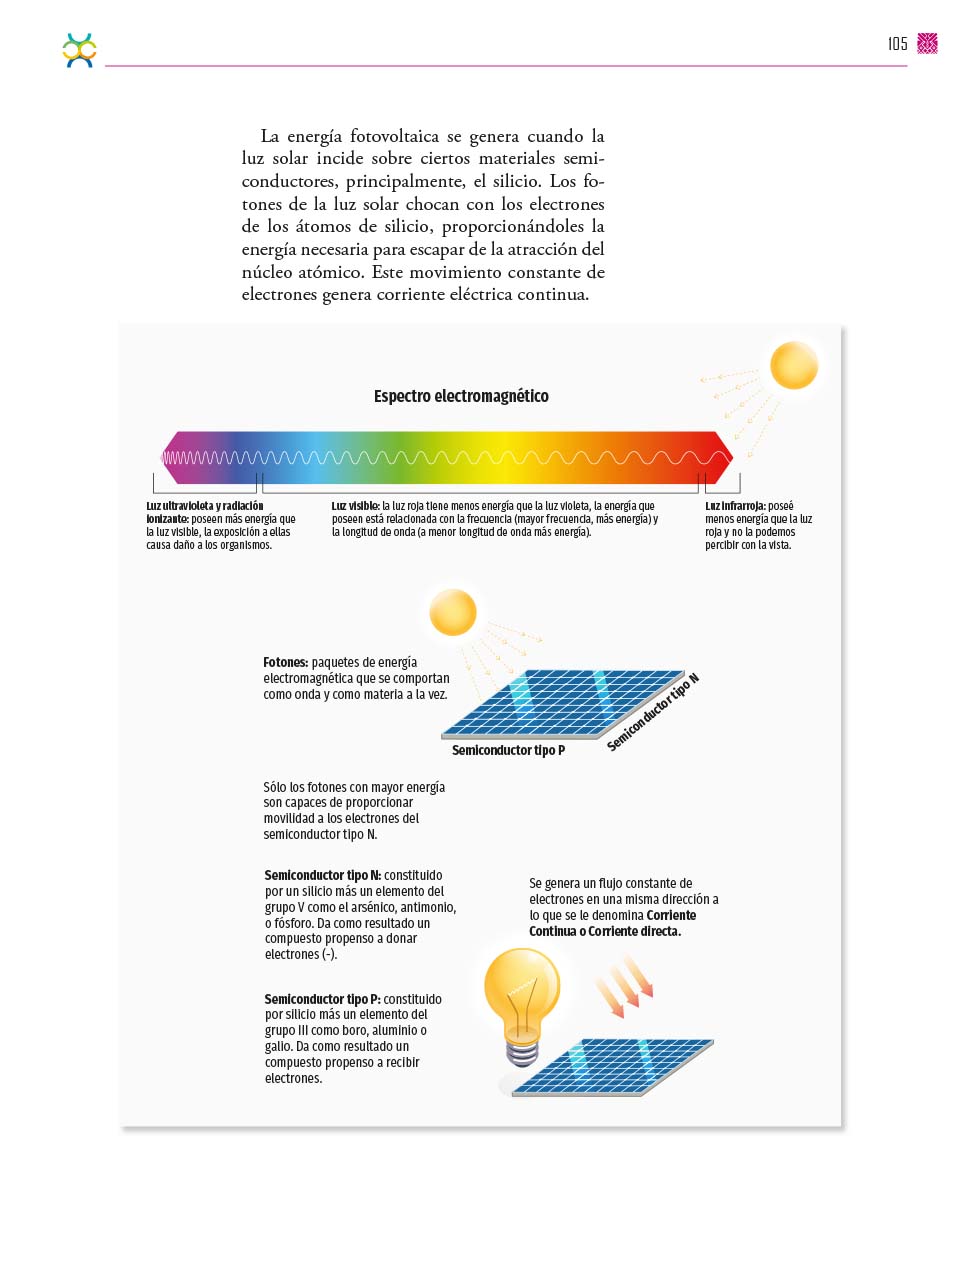 105
La energía fotovoltaica se genera cuando la
luz solar incide sobre ciertos materiales semi-
conductores, principalmente, el silicio. Los fo-
tones de la luz solar chocan con los electrones
de los átomos de silicio, proporcionándoles la
energía necesaria para escapar de la atracción del
núcleo atómico. Este movimiento constante de
electrones genera corriente eléctrica continua.
Espectro electromagnético
Luz ultravioleta y radiación
ionizante: poseen más energía que
la luz visible, la exposición a ellas
causa daño a los organismos.
Luz visible: la luz roja tiene menos energía que la luz violeta, la energía que
poseen está relacionada con la frecuencia (mayor frecuencia, más energía) y
la longitud de onda (a menor longitud de onda más energía).
Luz infrarroja: poseé
menos energía que la luz
roja y no la podemos
percibir con la vista.
Fotones: paquetes de energía
electromagnética que se comportan
como onda y como materia a la vez.
Semiconductor tipo N
Semiconductor tipo P
Sólo los fotones con mayor energía
son capaces de proporcionar
movilidad a los electrones del
semiconductor tipo N.
Semiconductor tipo N: constituido
por un silicio más un elemento del
grupo V como el arsénico, antimonio,
o fósforo. Da como resultado un
compuesto propenso a donar
electrones (-).
Semiconductor tipo P: constituido
por silicio más un elemento del
grupo III como boro, aluminio o
galio. Da como resultado un
compuesto propenso a recibir
electrones.
Se genera un flujo constante de
electrones en una misma dirección a
lo que se le denomina Corriente
Continua o Corriente directa.